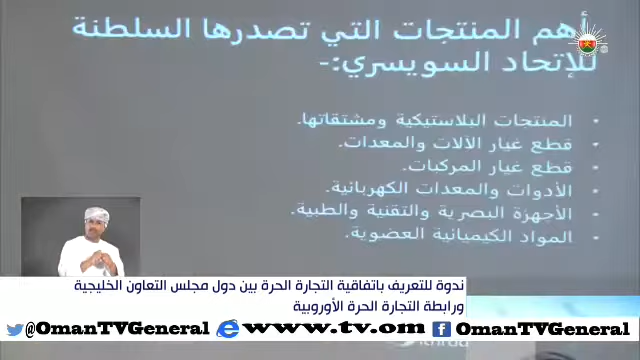 أهم المنتجات التي تصدرها السلطنة
للإتحاد السويسري:-
• المنتجات البلاستيكية ومشتقاتها.
• قطع غيار الآلات والمعدات.
• قطع غيار المركبات.
• الأدوات والمعدات الكهربائية.
• الأجهزة البصرية والتقنية والطبية.
• المواد الكيميائية العضوية.
ندوة للتعريف باتفاقية التجارة الحرة بين دول مجلس التعاون الخليجية
ورابطة التجارة الحرة الأوروبية
@OmanTVGeneral www.tv.om OmanTVGeneral